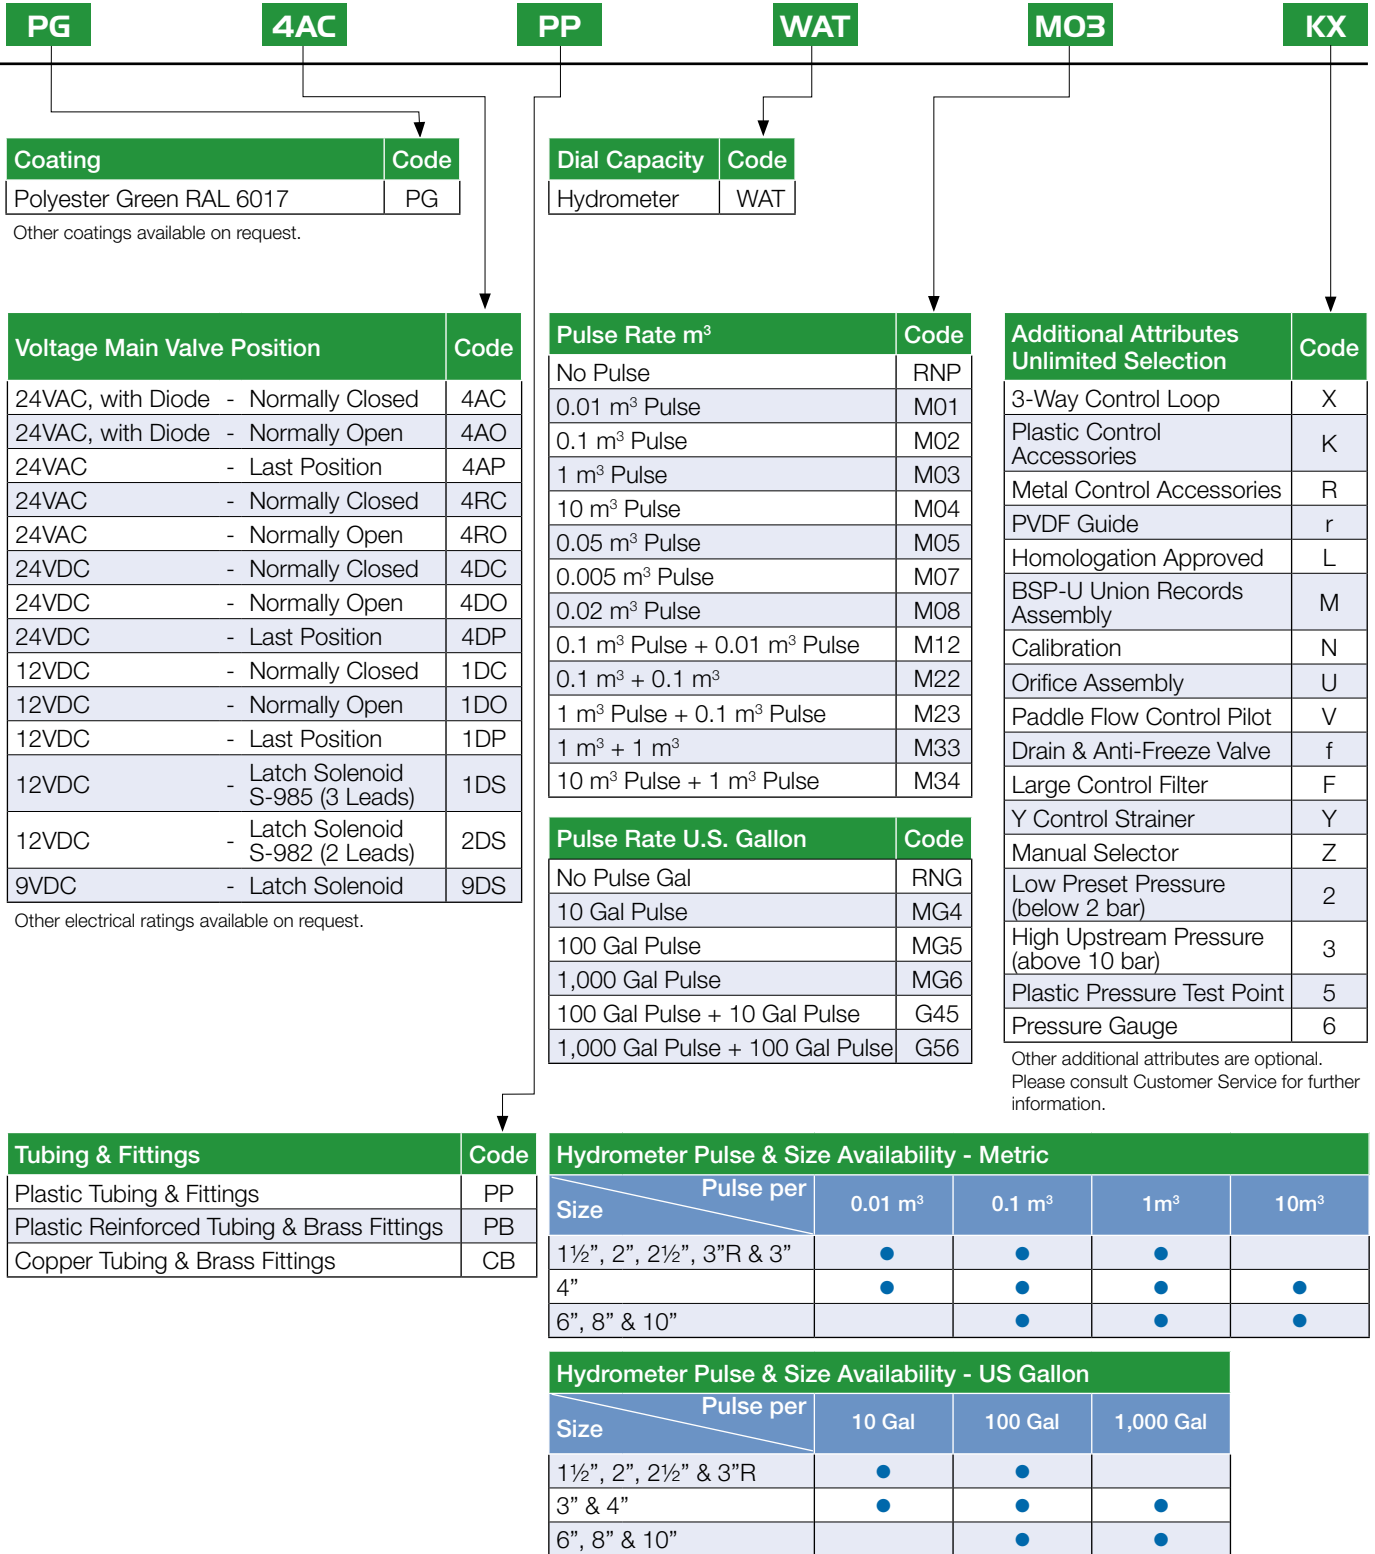 PG 4AC PP WAT M03 KX
Coating Code
Polyester Green RAL 6017 PG
Other coatings available on request.
Dial Capacity Code
Hydrometer WAT
Voltage Main Valve Position Code
24VAC, with Diode - Normally Closed 4AC
24VAC, with Diode - Normally Open 4AO
24VAC - Last Position 4AP
24VAC - Normally Closed 4RC
24VAC - Normally Open 4RO
24VDC - Normally Closed 4DC
24VDC - Normally Open 4DO
24VDC - Last Position 4DP
12VDC - Normally Closed 1DC
12VDC - Normally Open 1DO
12VDC - Last Position 1DP
12VDC - Latch Solenoid
S-985 (3 Leads) 1DS
12VDC - Latch Solenoid
S-982 (2 Leads) 2DS
9VDC - Latch Solenoid 9DS
Other electrical ratings available on request.
Pulse Rate m³ Code
No Pulse RNP
0.01 m³ Pulse M01
0.1 m³ Pulse M02
1 m³ Pulse M03
10 m³ Pulse M04
0.05 m³ Pulse M05
0.005 m³ Pulse M07
0.02 m³ Pulse M08
0.1 m³ Pulse + 0.01 m³ Pulse M12
0.1 m³ + 0.1 m³ M22
1 m³ Pulse + 0.1 m³ Pulse M23
1 m³ + 1 m³ M33
10 m³ Pulse + 1 m³ Pulse M34
Pulse Rate U.S. Gallon Code
No Pulse Gal RNG
10 Gal Pulse MG4
100 Gal Pulse MG5
1,000 Gal Pulse MG6
100 Gal Pulse + 10 Gal Pulse G45
1,000 Gal Pulse + 100 Gal Pulse G56
Additional Attributes
Unlimited Selection Code
3-Way Control Loop X
Plastic Control
Accessories K
Metal Control Accessories R
PVDF Guide r
Homologation Approved L
BSP-U Union Records
Assembly M
Calibration N
Orifice Assembly U
Paddle Flow Control Pilot V
Drain & Anti-Freeze Valve f
Large Control Filter F
Y Control Strainer Y
Manual Selector Z
Low Preset Pressure
(below 2 bar) 2
High Upstream Pressure
(above 10 bar) 3
Plastic Pressure Test Point 5
Pressure Gauge 6
Other additional attributes are optional.
Please consult Customer Service for further
information.
Tubing & Fittings Code
Plastic Tubing & Fittings PP
Plastic Reinforced Tubing & Brass Fittings PB
Copper Tubing & Brass Fittings CB
Hydrometer Pulse & Size Availability - Metric
Pulse per
Size 0.01 m³ 0.1 m³ 1m³ 10m³
1½”, 2”, 2½”, 3”R & 3” ● ● ●
4” ● ● ● ●
6”, 8” & 10” ● ● ●
Hydrometer Pulse & Size Availability - US Gallon
Pulse per
Size 10 Gal 100 Gal 1,000 Gal
1½”, 2”, 2½” & 3”R ● ●
3” & 4” ● ● ●
6”, 8” & 10” ● ●